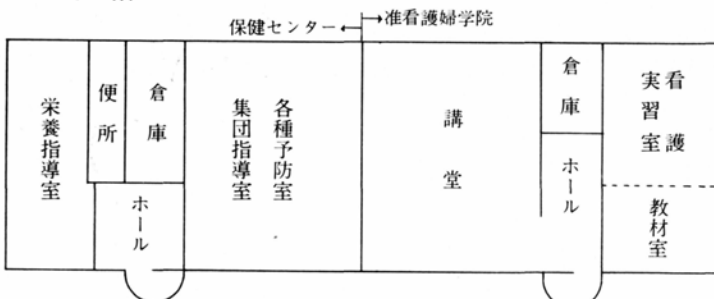 保健センター←→准看護婦学院
栄養指導室
便所
倉庫
ホール
各種予防室
集団指導室
講堂
倉庫
ホール
看護
実習室
教材室